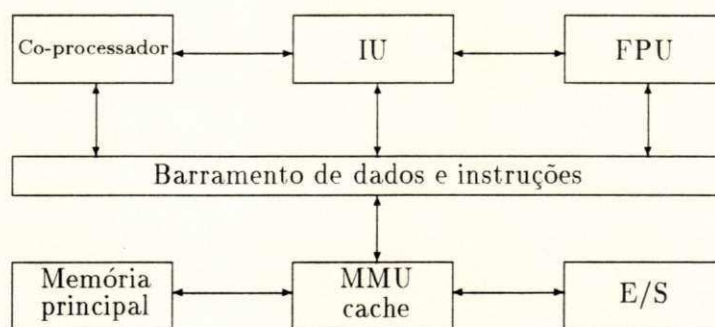 Co-processador
IU
FPU
Barramento de dados e instruções
Memória
principal
MMU
cache
E/S